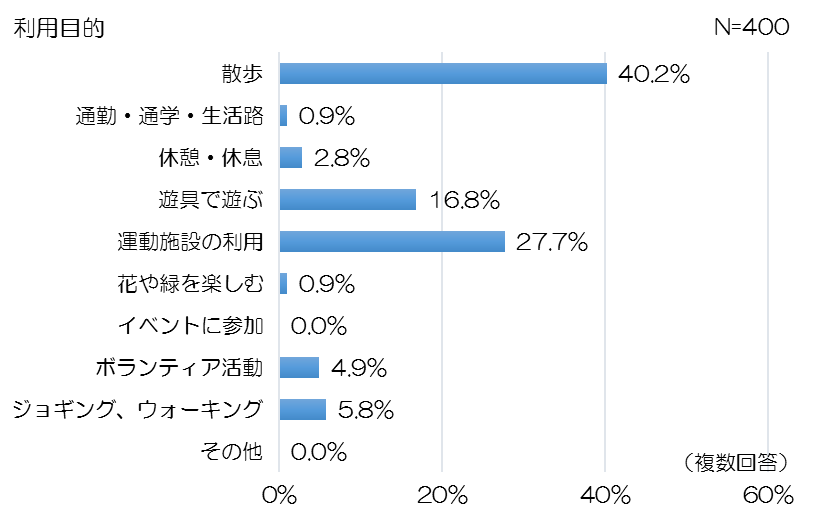 利用目的
N=400
散歩 40.2%
通勤・通学・生活路 0.9%
休憩・休息 2.8%
遊具で遊ぶ 16.8%
運動施設の利用 27.7%
花や緑を楽しむ 0.9%
イベントに参加 0.0%
ボランティア活動 4.9%
ジョギング、ウォーキング 5.8%
その他 0.0%
（複数回答）
0% 20% 40% 60%